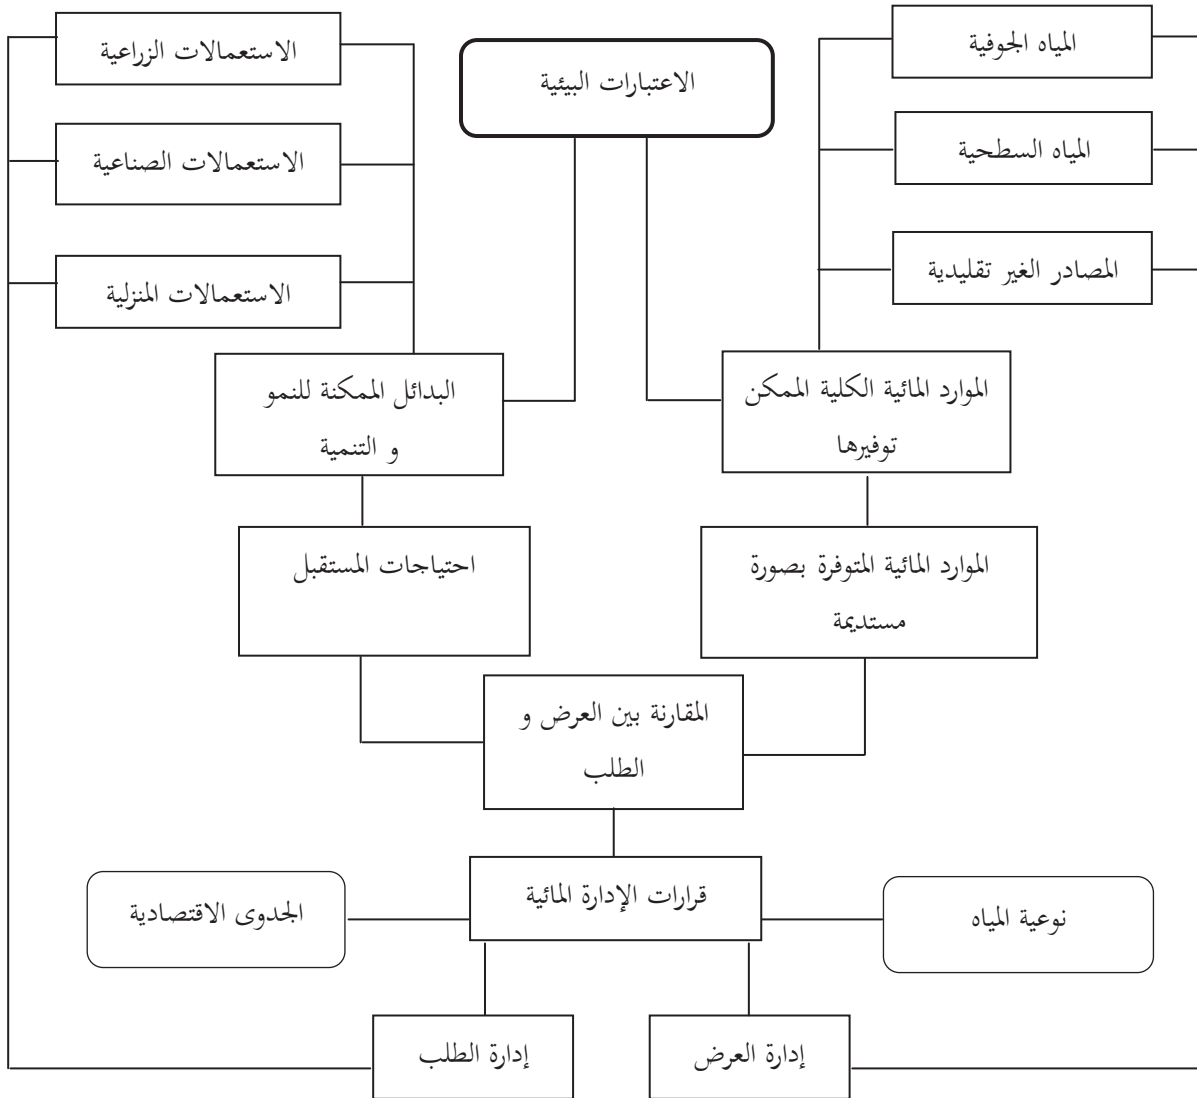 المياه الجوفية
الاعتبارات البيئية
الاستعمالات الزراعية
المياه السطحية
الاستعمالات الصناعية
المصادر الغير تقليدية
الاستعمالات المنزلية
الموارد المائية الكلية الممكن
توفيرها
البدائل الممكنة للنمو
و التنمية
الموارد المائية المتوفرة بصورة
مستديمة
احتياجات المستقبل
المقارنة بين العرض و
الطلب
قرارات الإدارة المائية
نوعية المياه
الجدوى الاقتصادية
إدارة العرض
إدارة الطلب